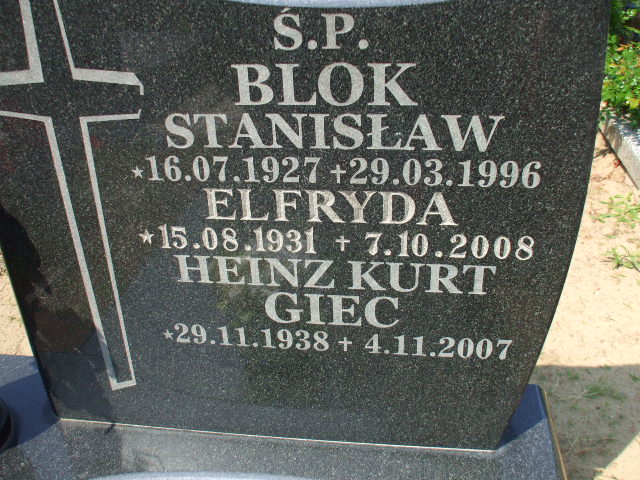 Ś.P.
BLOK
STANISŁAW
*16.07.1927 +29.03.1996
ELFRYDA
*15.08.1931 + 7.10.2008
HEINZ KURT
GIEC
*29.11.1938 + 4.11.2007